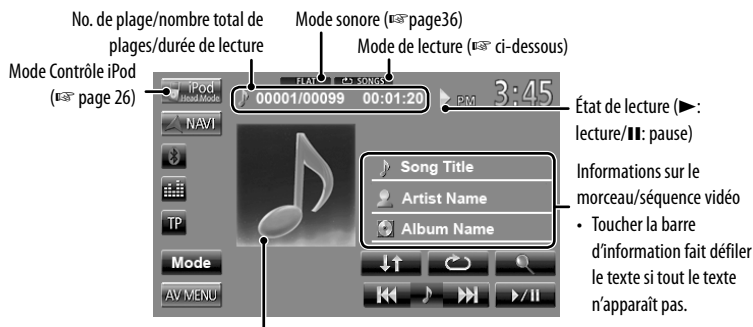 No. de plage/nombre total de
plages/durée de lecture
Mode sonore (☞page36)
Mode de lecture (☞ ci-dessous)
Mode Contrôle iPod
(☞ page 26)
iPod
Head Mode
FLAT
SONGS
00001/00099 00:01:20
PM 3:45
NAVI
TP
Mode
AV MENU
Song Title
Artist Name
Album Name
État de lecture (►:
lecture/▮▮: pause)
Informations sur le
morceau/séquence vidéo
• Toucher la barre
d'information fait défiler
le texte si tout le texte
n'apparaît pas.